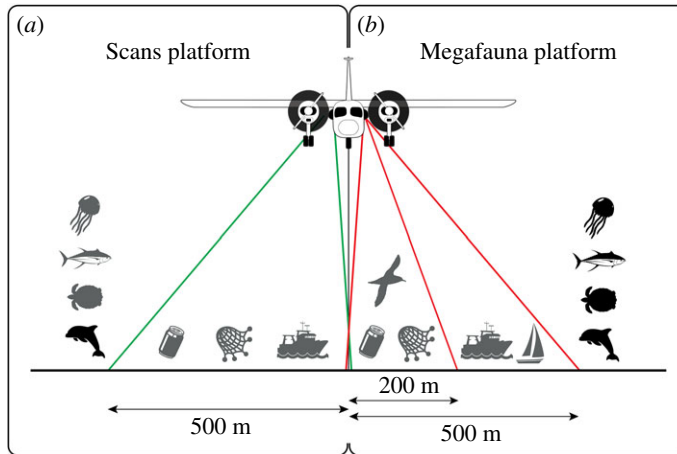 (a)
Scans platform
(b)
Megafauna platform
200 m
500 m
500 m